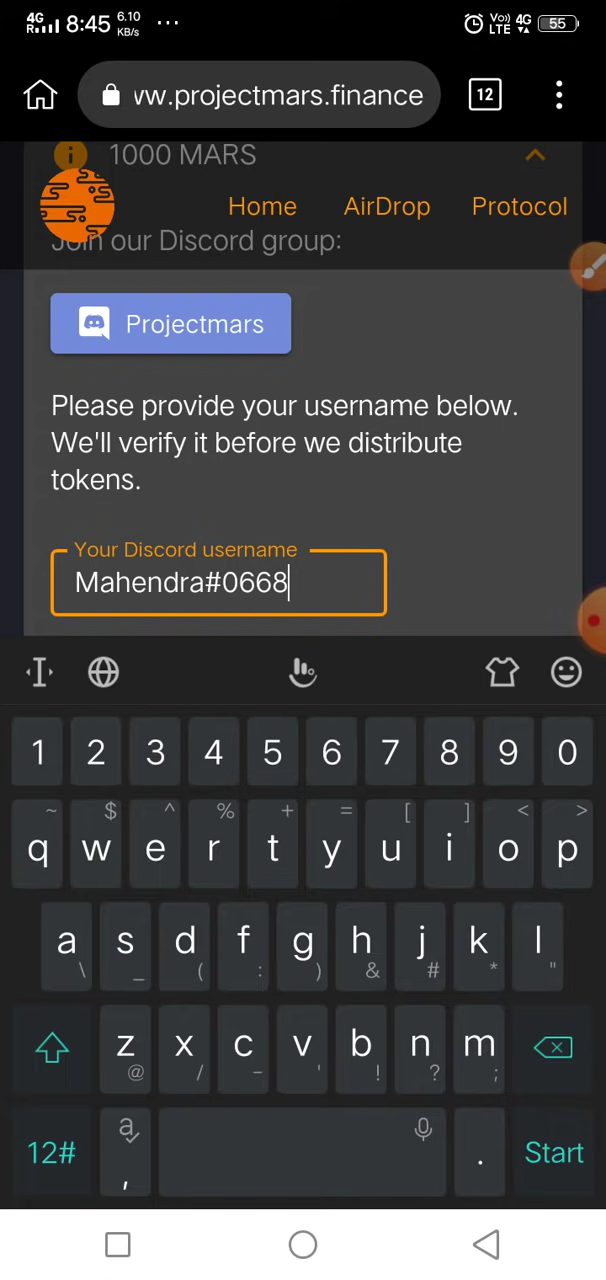 4G R 8:45 6.10 KB/s ... Vo)) LTE 4G 55
ww.projectmars.finance 12
1000 MARS
Home AirDrop Protocol
Join our Discord group:
Projectmars
Please provide your username below.
We'll verify it before we distribute
tokens.
Your Discord username
Mahendra#0668
1 2 3 4 5 6 7 8 9 0
~ $ ^ % + = [ ] < >
q w e r t y u i o p
a s d f g h j k l
\ _ ( : ) & # * "
z x c v b n m
@ / - ' ! ? ;
12# a , . Start